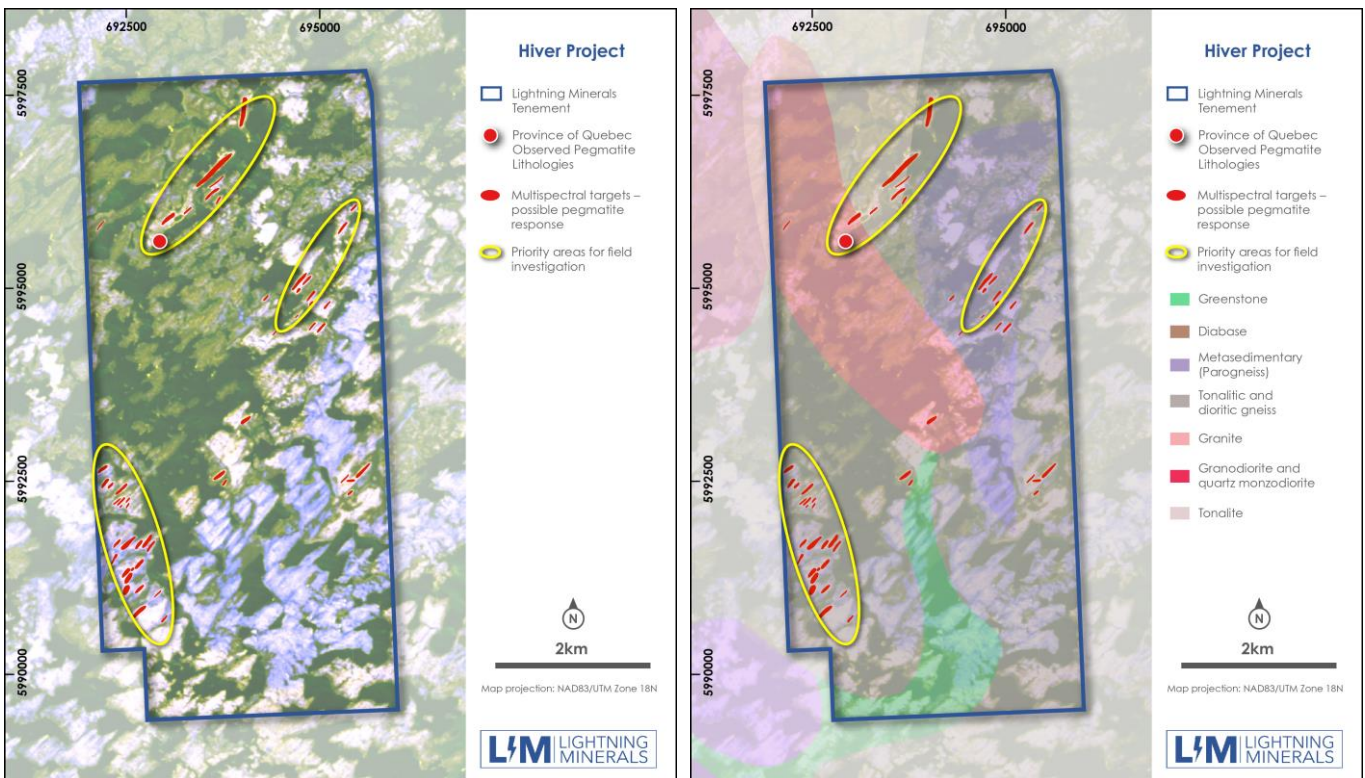 692500
695000
5997500
5995000
5992500
5990000
Hiver Project
Lightning Minerals
Tenement
Province of Quebec
Observed Pegmatite
Lithologies
Multispectral targets –
possible pegmatite
response
Priority areas for field
investigation
N
2km
Map projection: NAD83/UTM Zone 18N
LM LIGHTNING
MINERALS
692500
695000
5997500
5995000
5992500
5990000
Hiver Project
Lightning Minerals
Tenement
Province of Quebec
Observed Pegmatite
Lithologies
Multispectral targets –
possible pegmatite
response
Priority areas for field
investigation
Greenstone
Diabase
Metasedimentary
(Parogneiss)
Tonalitic and
dioritic gneiss
Granite
Granodiorite and
quartz monzodiorite
Tonalite
N
2km
Map projection: NAD83/UTM Zone 18N
LM LIGHTNING
MINERALS